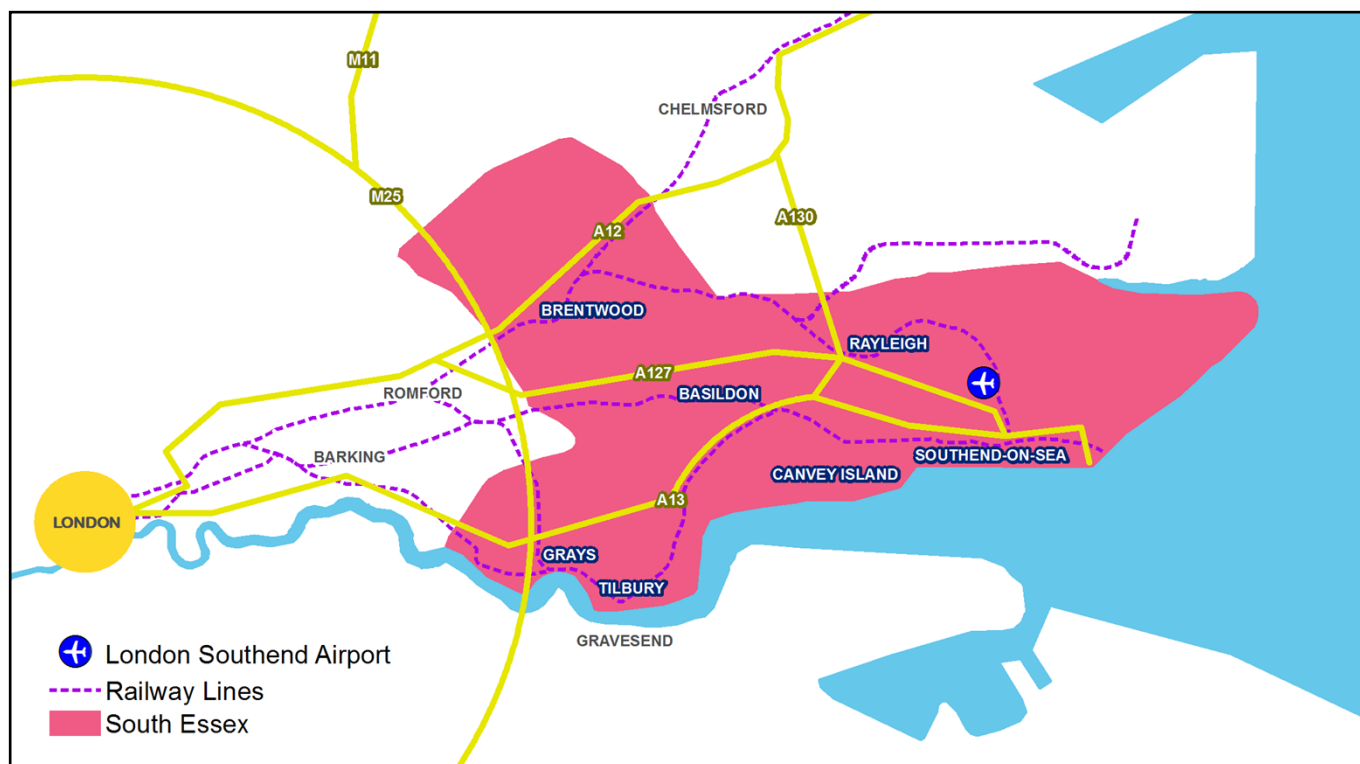 M11
CHELMSFORD
M25
A130
A12
BRENTWOOD
RAYLEIGH
A127
ROMFORD
BASILDON
BARKING
SOUTHEND-ON-SEA
CANVEY ISLAND
A13
LONDON
GRAYS
TILBURY
GRAVESEND
London Southend Airport
Railway Lines
South Essex